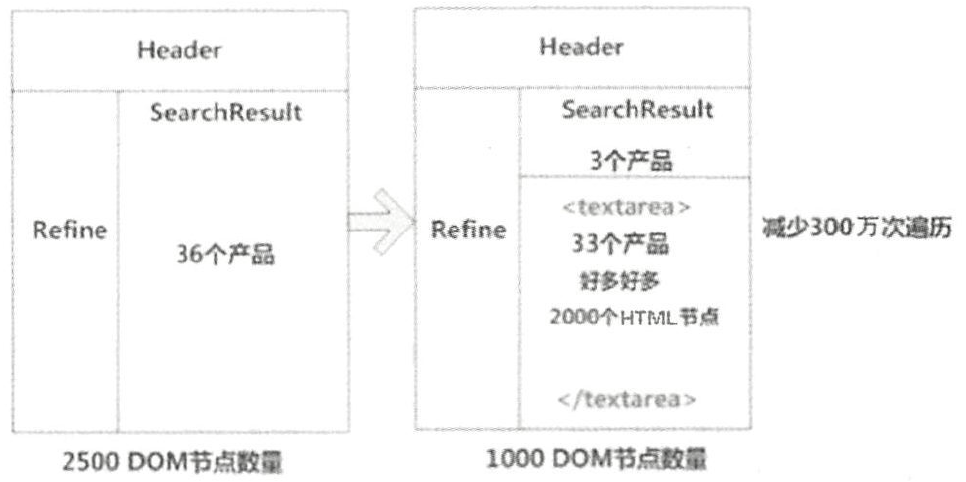 Header
SearchResult
Refine
36个产品
2500 DOM节点数量
Header
SearchResult
3个产品
Refine
<textarea>
33个产品
好多好多
2000个HTML节点
</textarea>
1000 DOM节点数量
减少300万次遍历